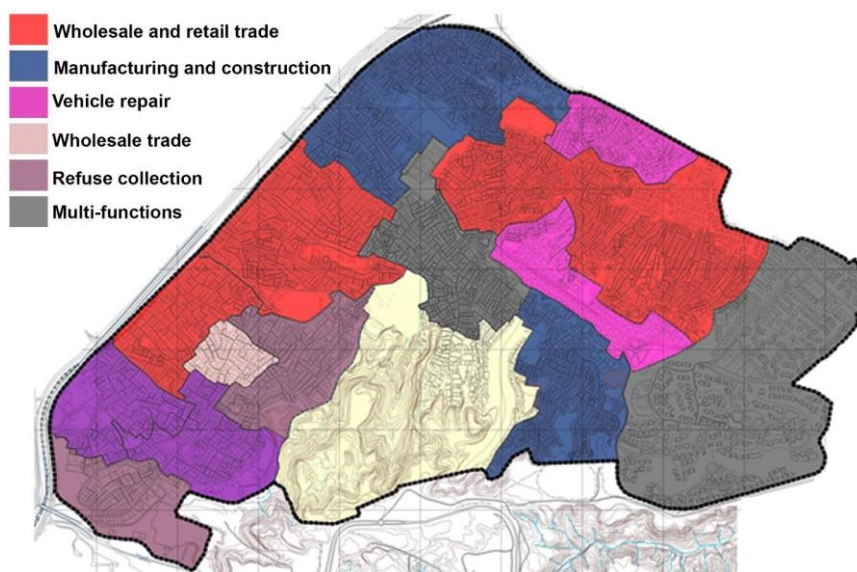 Wholesale and retail trade
Manufacturing and construction
Vehicle repair
Wholesale trade
Refuse collection
Multi-functions